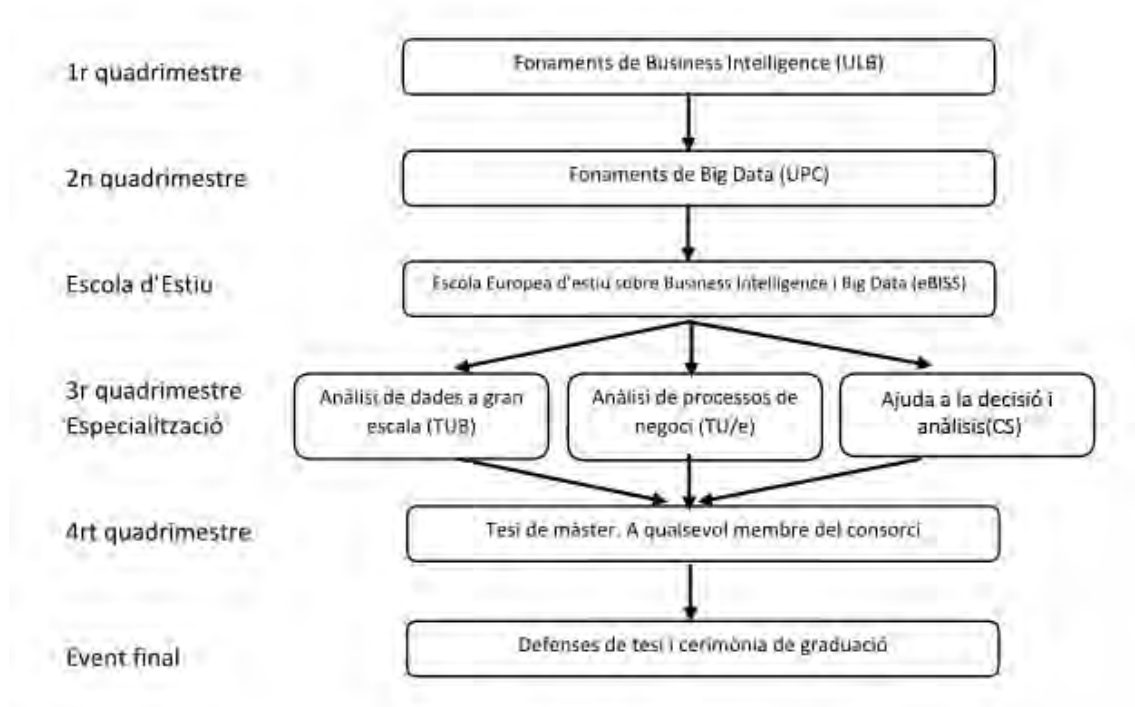 1r quadrimestre
Fonaments de Business Intelligence (ULB)
2n quadrimestre
Fonaments de Big Data (UPC)
Escola d'Estiu
Escola Europea d'estiu sobre Business Intelligence i Big Data (eBISS)
3r quadrimestre
Especialització
Anàlisi de dades a gran
escala (TUB)
Anàlisi de processos de
negoci (TU/e)
Ajuda a la decisió i
anàlisis(CS)
4rt quadrimestre
Tesi de màster. A qualsevol membre del consorci
Event final
Defenses de tesi i cerimònia de graduació